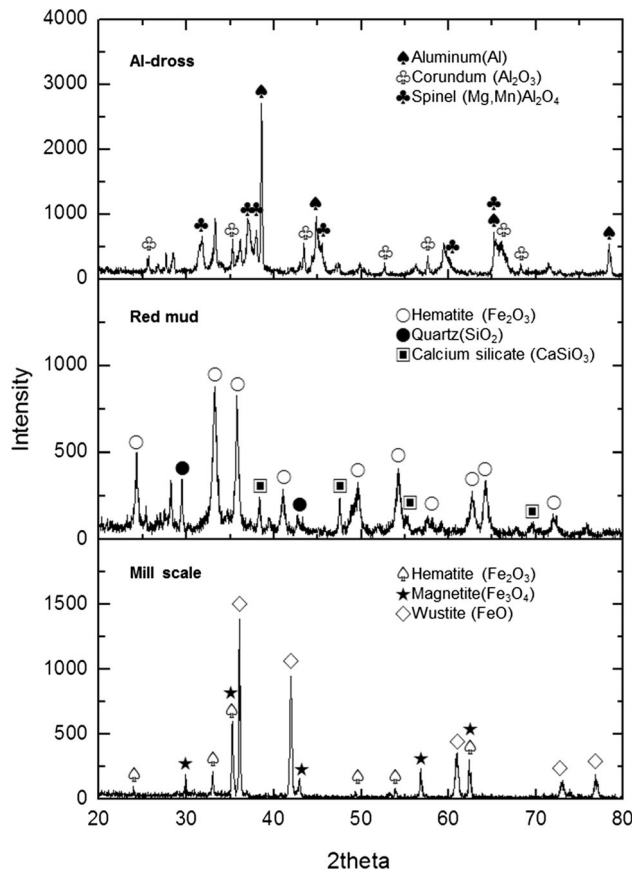 4000
3000
2000
1000
0
Al-dross
Aluminum(Al)
Corundum (Al₂O₃)
Spinel (Mg,Mn)Al₂O₄
1000
500
0
Red mud
Hematite (Fe₂O₃)
Quartz(SiO₂)
Calcium silicate (CaSiO₃)
Intensity
1500
1000
500
0
Mill scale
Hematite (Fe₂O₃)
Magnetite(Fe₃O₄)
Wustite (FeO)
20 30 40 50 60 70 80
2theta